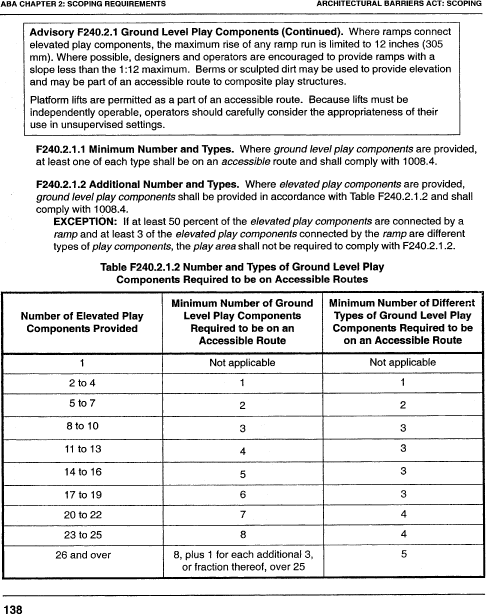 ABA CHAPTER 2: SCOPING REQUIREMENTS ARCHITECTURAL BARRIERS ACT: SCOPING
Advisory F240.2.1 Ground Level Play Components (Continued). Where ramps connect
elevated play components, the maximum rise of any ramp run is limited to 12 inches (305
mm). Where possible, designers and operators are encouraged to provide ramps with a
slope less than the 1:12 maximum. Berms or sculpted dirt may be used to provide elevation
and may be part of an accessible route to composite play structures.
Platform lifts are permitted as a part of an accessible route. Because lifts must be
independently operable, operators should carefully consider the appropriateness of their
use in unsupervised settings.
F240.2.1.1 Minimum Number and Types. Where ground level play components are provided,
at least one of each type shall be on an accessible route and shall comply with 1008.4.
F240.2.1.2 Additional Number and Types. Where elevated play components are provided,
ground level play components shall be provided in accordance with Table F240.2.1.2 and shall
comply with 1008.4.
EXCEPTION: If at least 50 percent of the elevated play components are connected by a
ramp and at least 3 of the elevated play components connected by the ramp are different
types of play components, the play area shall not be required to comply with F240.2.1.2.
Table F240.2.1.2 Number and Types of Ground Level Play
Components Required to be on Accessible Routes
Number of Elevated Play
Components Provided
Minimum Number of Ground
Level Play Components
Required to be on an
Accessible Route
Minimum Number of Different
Types of Ground Level Play
Components Required to be
on an Accessible Route
1 Not applicable Not applicable
2 to 4 1 1
5 to 7 2 2
8 to 10 3 3
11 to 13 4 3
14 to 16 5 3
17 to 19 6 3
20 to 22 7 4
23 to 25 8 4
26 and over 8, plus 1 for each additional 3, 5
or fraction thereof, over 25
138